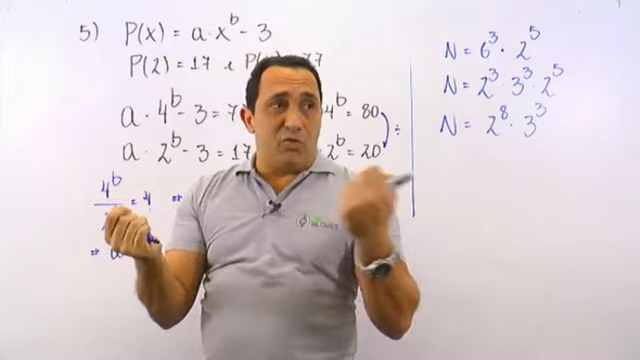 5) P(x) = a·x^b - 3
P(2) = 17 e P(
77
a·4^b - 3 = 7
4^b = 80
÷
a·2^b - 3 = 17
2^b = 20
4^b
= 4 ⇒
⇒ a
N = 6^3 · 2^5
N = 2^3 · 3^3 · 2^5
N = 2^8 · 3^3